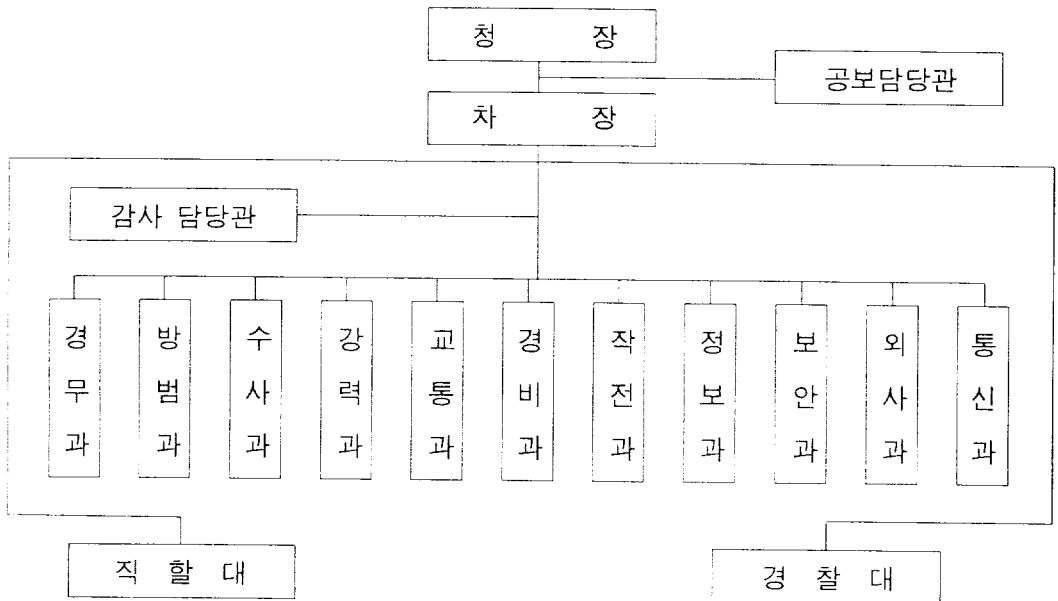 청 장
공보담당관
차 장
감사 담당관
경무과
방범과
수사과
강력과
교통과
경비과
작전과
정보과
보안과
외사과
통신과
직 할 대
경 찰 대